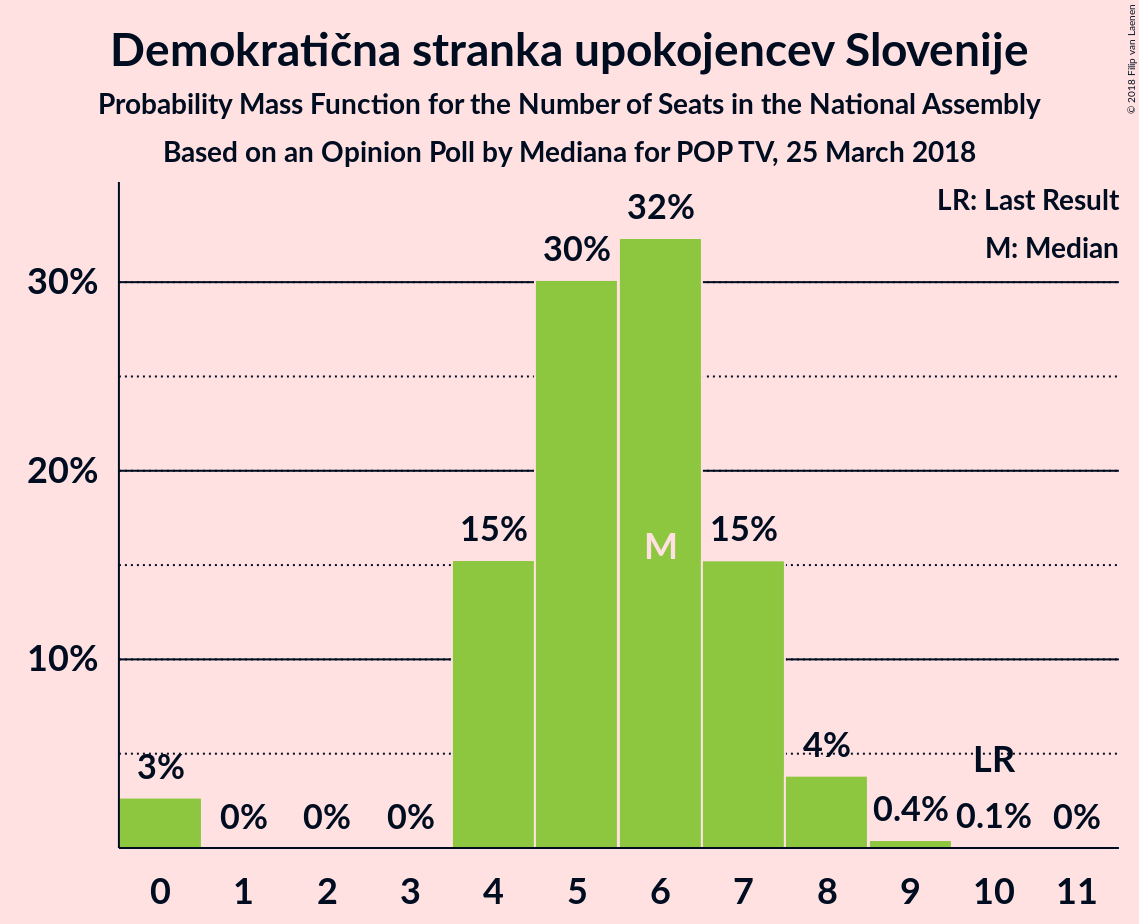 Demokratična stranka upokojencev Slovenije
Probability Mass Function for the Number of Seats in the National Assembly
Based on an Opinion Poll by Mediana for POP TV, 25 March 2018
© 2018 Filip van Laenen
LR: Last Result
M: Median
30%
20%
10%
3%
0%
0%
0%
15%
30%
32%
M
15%
4%
0.4%
LR
0.1%
0%
0 1 2 3 4 5 6 7 8 9 10 11